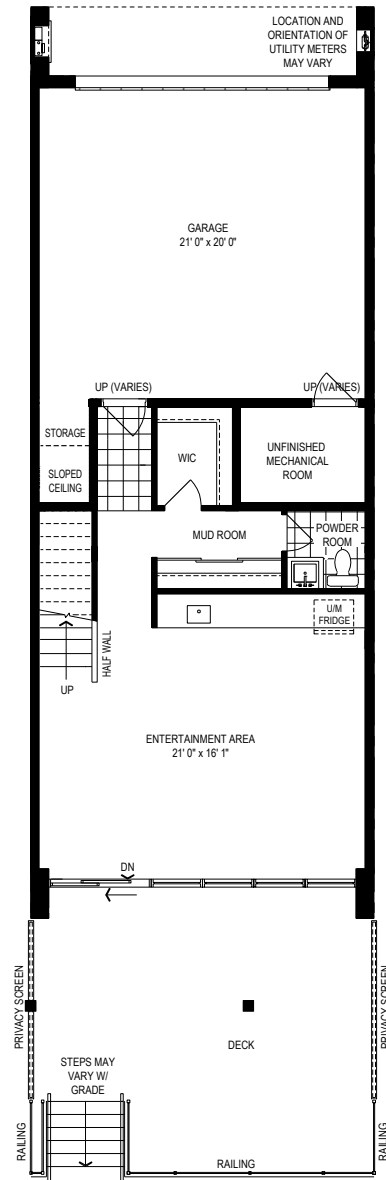 LOCATION AND
ORIENTATION OF
UTILITY METERS
MAY VARY
GARAGE
21' 0" x 20' 0"
UP (VARIES)
UP (VARIES)
STORAGE
SLOPED
CEILING
WIC
UNFINISHED
MECHANICAL
ROOM
MUD ROOM
POWDER
ROOM
U/M
FRIDGE
HALF WALL
UP
ENTERTAINMENT AREA
21' 0" x 16' 1"
DN
PRIVACY SCREEN
PRIVACY SCREEN
DECK
STEPS MAY
VARY W/
GRADE
RAILING
RAILING
RAILING